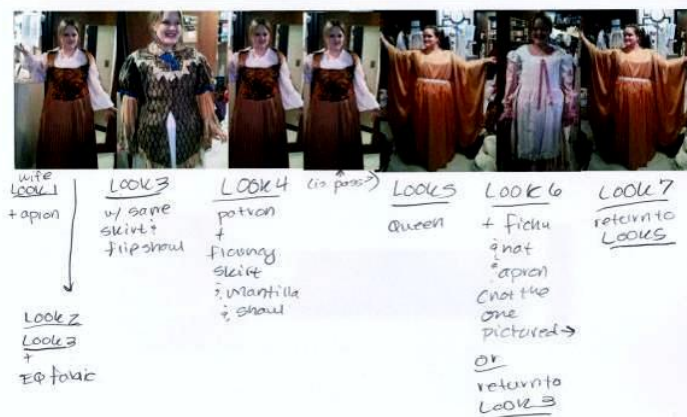 wife
LOOK 1
+ apron
LOOK 2
LOOK 3
+
EQ fabric
LOOK 3
w/ same
skirt &
flip shawl
LOOK 4
patron
+
flouncy
skirt
& mantilla
& shawl
(is poss?)
LOOK 5
Queen
LOOK 6
+ fichu
& hat
& apron
(not the
one
pictured →
or
return to
LOOK 3
LOOK 7
return to
LOOK 5